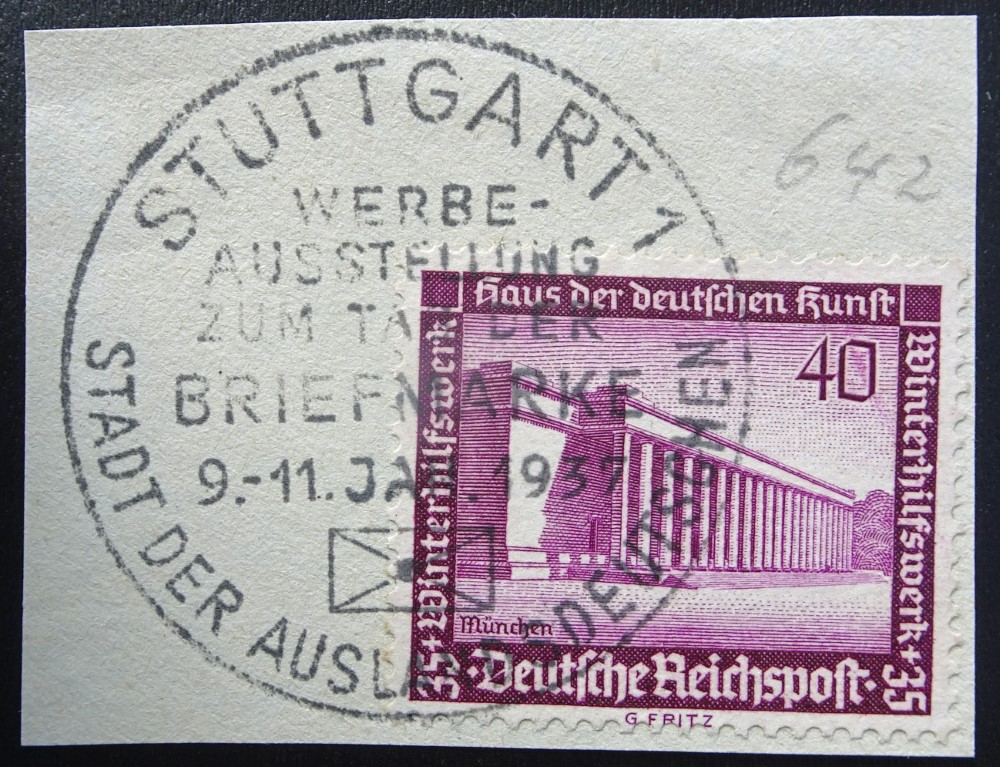 STUTTGART 1
WERBE-
AUSSTELLUNG
ZUM TAG DER
BRIEFMARKE
9.-11. JAN. 1937
STADT DER AUSLANDSDEUTSCHEN
642
Haus der deutschen Kunst
40
35+Winterhilfswerk
Winterhilfswerk+35
München
Deutsche Reichspost
G FRITZ